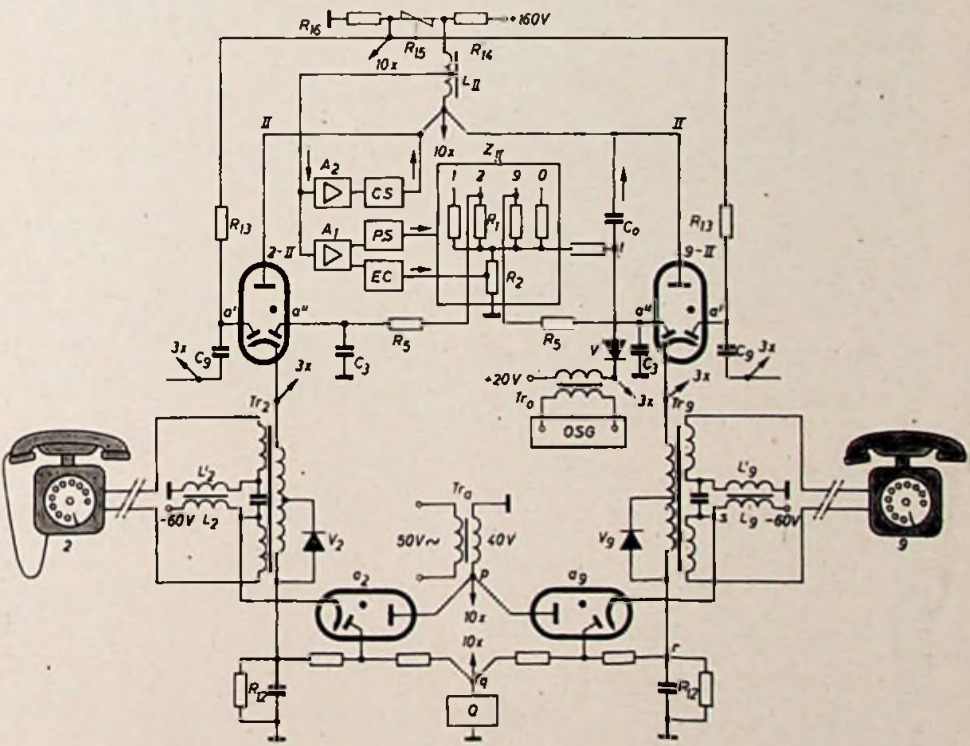 R16
R15
R14
+160V
10x
LII
II
II
10x
ZII
A2
CS
1 2 9 0
R13
A1
PS
R1
C0
R13
2-II
EC
R2
t
9-II
a' a"
a" a'
3x
C9
R5
R5
C3
V
C3
C9
3x
3x
+20V
3x
3x
Tr2
Tr0
OSG
Tr9
L'2
L'9
-60V
L2
Tra
s
L9
-60V
2
V2
50V~
40V
V9
9
a2
p
a9
10x
10x
r
R12
q
R12
Q